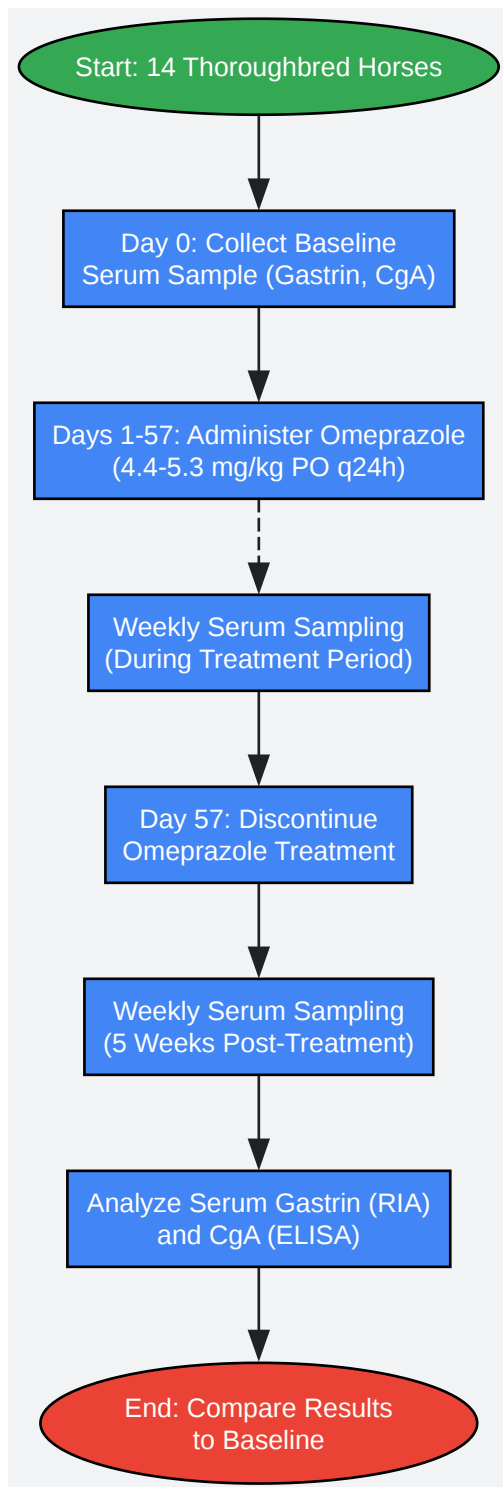 Start: 14 Thoroughbred Horses
Day 0: Collect Baseline
Serum Sample (Gastrin, CgA)
Days 1-57: Administer Omeprazole
(4.4-5.3 mg/kg PO q24h)
Weekly Serum Sampling
(During Treatment Period)
Day 57: Discontinue
Omeprazole Treatment
Weekly Serum Sampling
(5 Weeks Post-Treatment)
Analyze Serum Gastrin (RIA)
and CgA (ELISA)
End: Compare Results
to Baseline